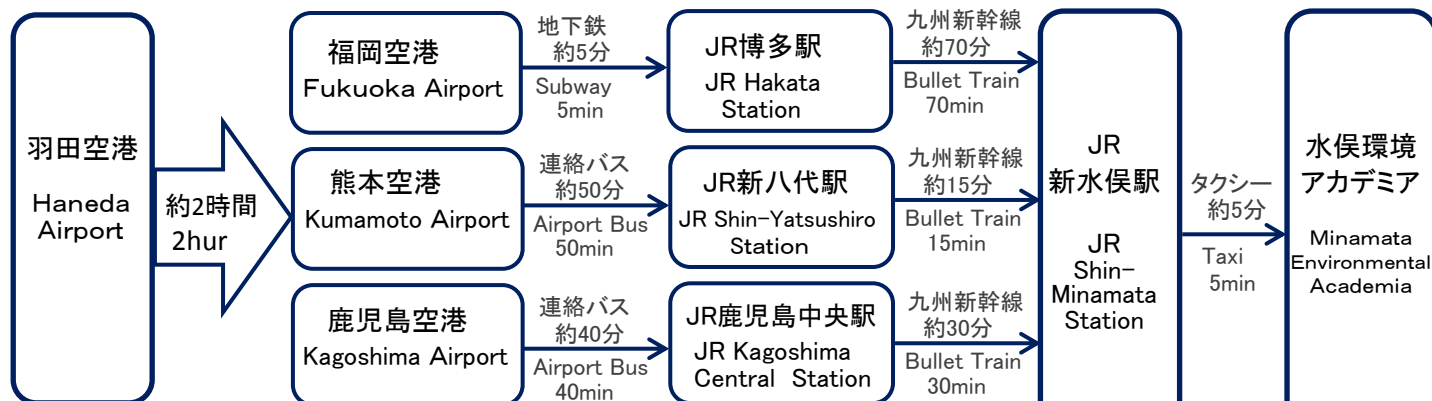 羽田空港
Haneda
Airport
約2時間
2hur
福岡空港
Fukuoka Airport
地下鉄
約5分
Subway
5min
JR博多駅
JR Hakata
Station
九州新幹線
約70分
Bullet Train
70min
熊本空港
Kumamoto Airport
連絡バス
約50分
Airport Bus
50min
JR新八代駅
JR Shin-Yatsushiro
Station
九州新幹線
約15分
Bullet Train
15min
鹿児島空港
Kagoshima Airport
連絡バス
約40分
Airport Bus
40min
JR鹿児島中央駅
JR Kagoshima
Central Station
九州新幹線
約30分
Bullet Train
30min
JR
新水俣駅
JR
Shin-
Minamata
Station
タクシー
約5分
Taxi
5min
水俣環境
アカデミア
Minamata
Environmental
Academia